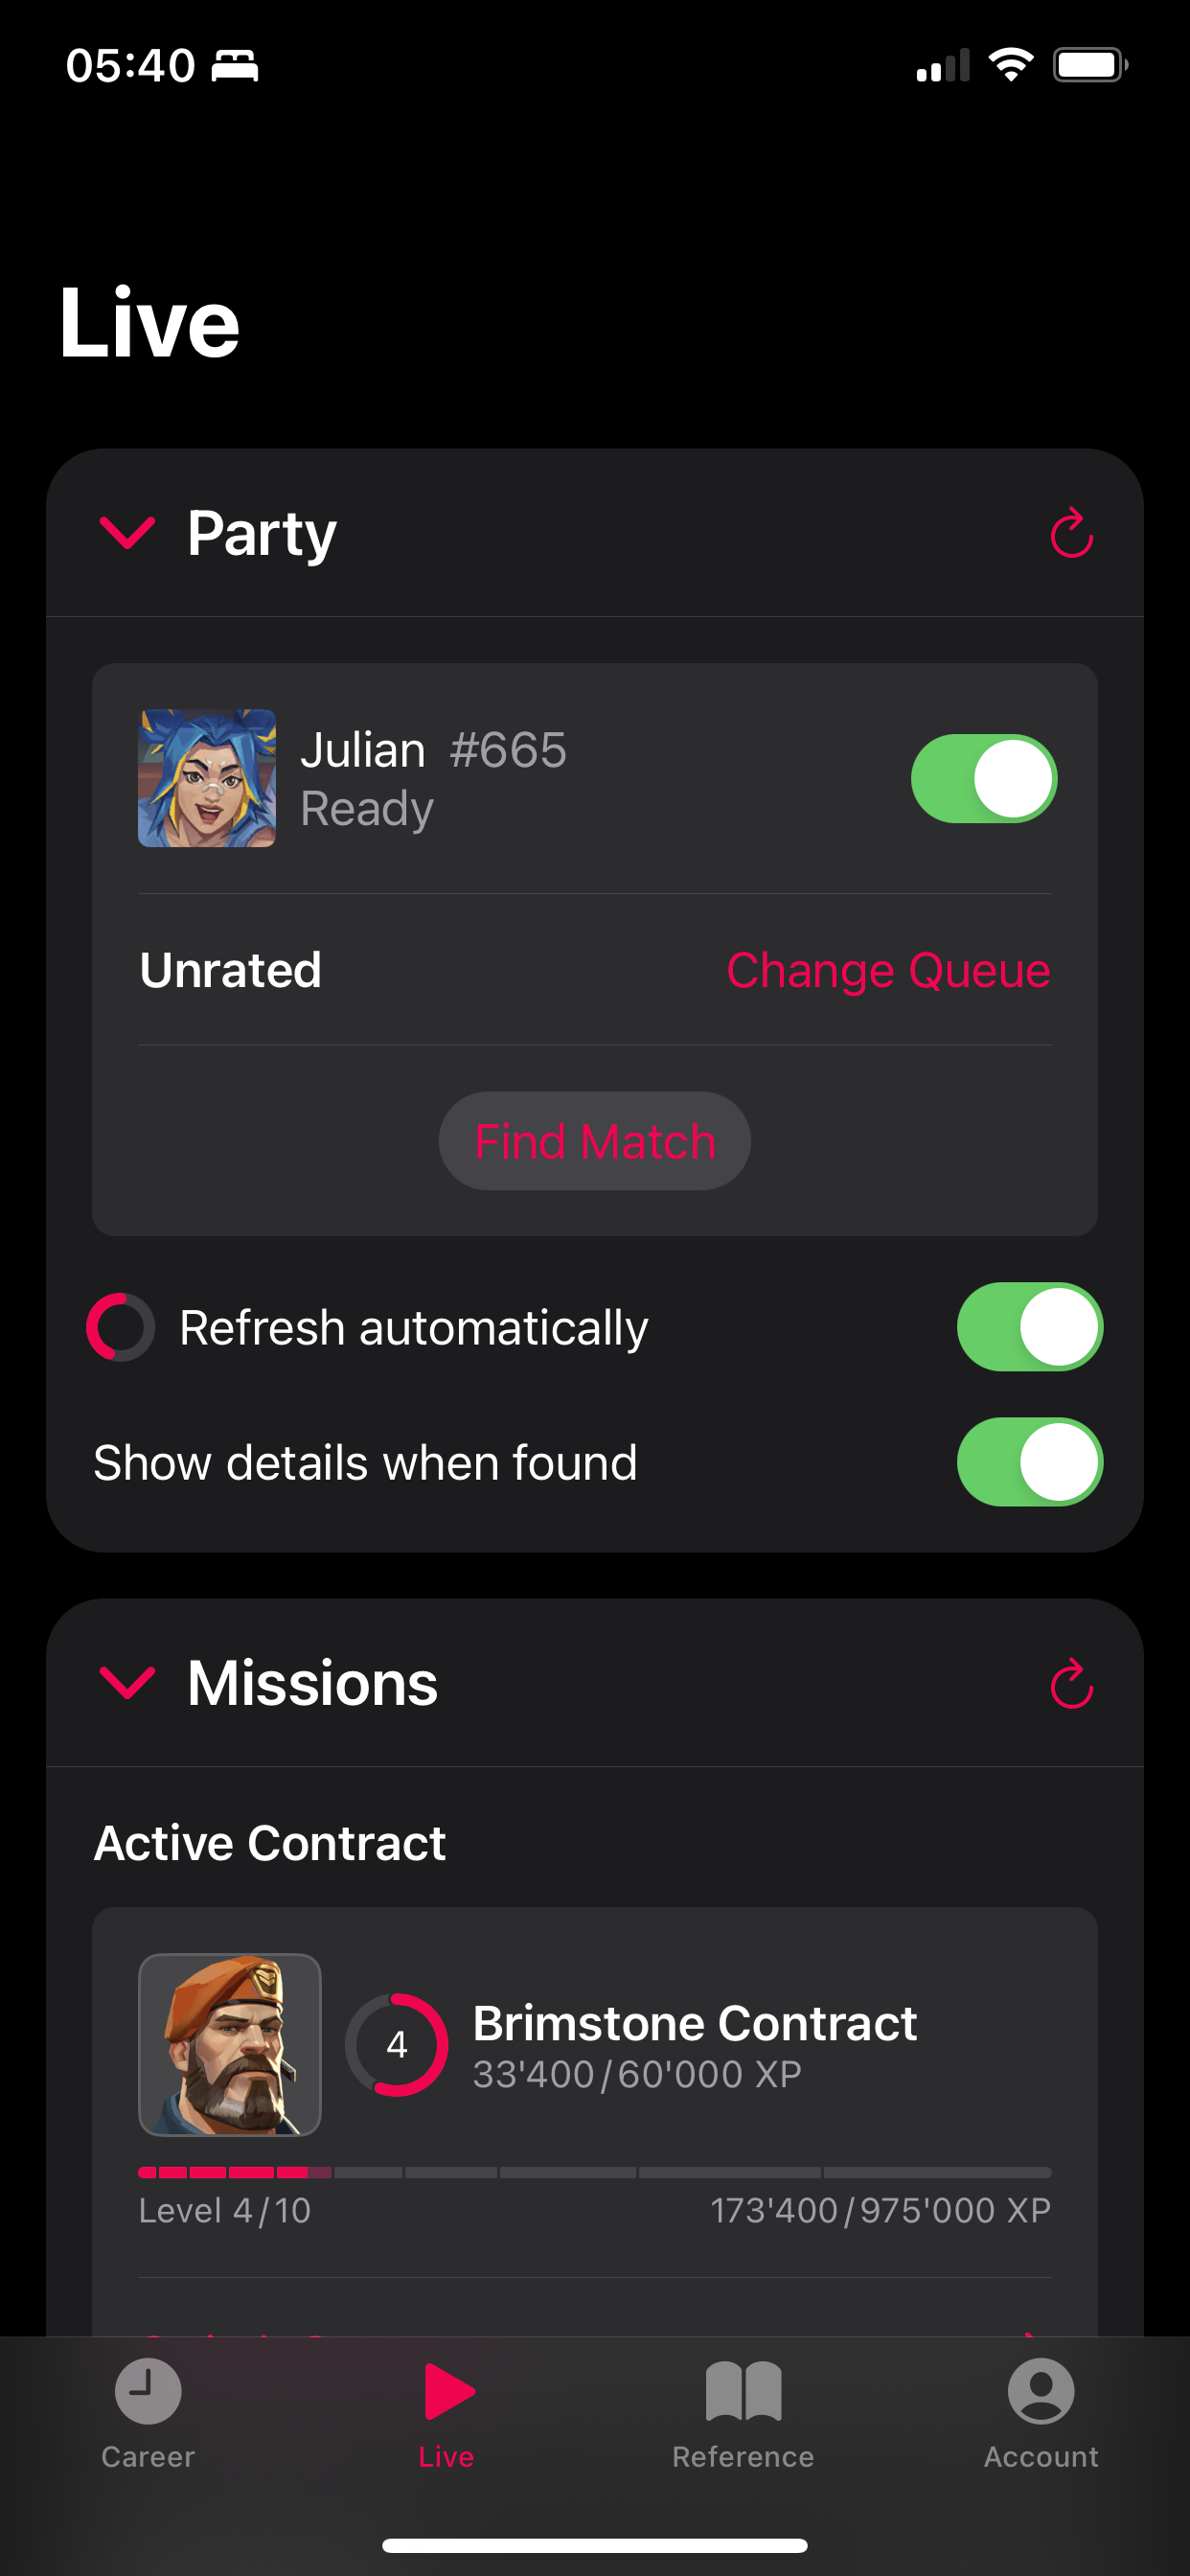 05:40
Live
Party
Julian #665
Ready
Unrated
Change Queue
Find Match
Refresh automatically
Show details when found
Missions
Active Contract
4
Brimstone Contract
33'400/60'000 XP
Level 4/10
173'400/975'000 XP
Career
Live
Reference
Account